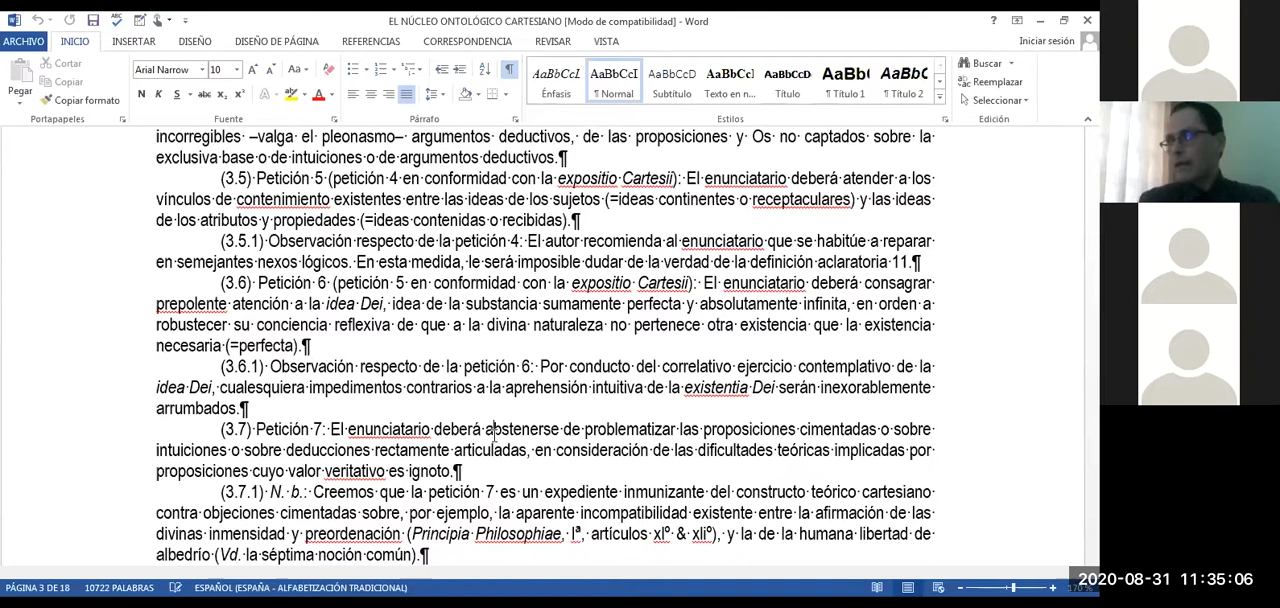 EL NÚCLEO ONTOLÓGICO CARTESIANO [Modo de compatibilidad] - Word
ARCHIVO INICIO INSERTAR DISEÑO DISEÑO DE PÁGINA REFERENCIAS CORRESPONDENCIA REVISAR VISTA Iniciar sesión
Pegar
Cortar
Copiar
Copiar formato
Portapapeles
Arial Narrow 10
Fuente
Párrafo
AaBbCcI Énfasis
AaBbCcI ¶ Normal
AaBbCcD Subtítulo
AaBbCc Texto en n...
AaBbCcD Título
AaBb( ¶ Título 1
AaBbC ¶ Título 2
Estilos
Buscar
Reemplazar
Seleccionar
Edición
incorregibles –valga el pleonasmo– argumentos deductivos, de las proposiciones y Os no captados sobre la
exclusiva base o de intuiciones o de argumentos deductivos.¶
(3.5) Petición 5 (petición 4 en conformidad con la expositio Cartesii): El enunciatario deberá atender a los
vínculos de contenimiento existentes entre las ideas de los sujetos (=ideas continentes o receptaculares) y las ideas
de los atributos y propiedades (=ideas contenidas o recibidas).¶
(3.5.1) Observación respecto de la petición 4: El autor recomienda al enunciatario que se habitúe a reparar
en semejantes nexos lógicos. En esta medida, le será imposible dudar de la verdad de la definición aclaratoria 11.¶
(3.6) Petición 6 (petición 5 en conformidad con la expositio Cartesii): El enunciatario deberá consagrar
prepolente atención a la idea Dei, idea de la substancia sumamente perfecta y absolutamente infinita, en orden a
robustecer su conciencia reflexiva de que a la divina naturaleza no pertenece otra existencia que la existencia
necesaria (=perfecta).¶
(3.6.1) Observación respecto de la petición 6: Por conducto del correlativo ejercicio contemplativo de la
idea Dei, cualesquiera impedimentos contrarios a la aprehensión intuitiva de la existentia Dei serán inexorablemente
arrumbados.¶
(3.7) Petición 7: El enunciatario deberá abostenerse de problematizar las proposiciones cimentadas o sobre
intuiciones o sobre deducciones rectamente articuladas, en consideración de las dificultades teóricas implicadas por
proposiciones cuyo valor veritativo es ignoto.¶
(3.7.1) N. b.: Creemos que la petición 7 es un expediente inmunizante del constructo teórico cartesiano
contra objeciones cimentadas sobre, por ejemplo, la aparente incompatibilidad existente entre la afirmación de las
divinas inmensidad y preordenación (Principia Philosophiae, Iª, artículos xlº & xliº), y la de la humana libertad de
albedrío (Vd. la séptima noción común).¶
PÁGINA 3 DE 18 10722 PALABRAS ESPAÑOL (ESPAÑA - ALFABETIZACIÓN TRADICIONAL) 170 %
2020-08-31 11:35:06